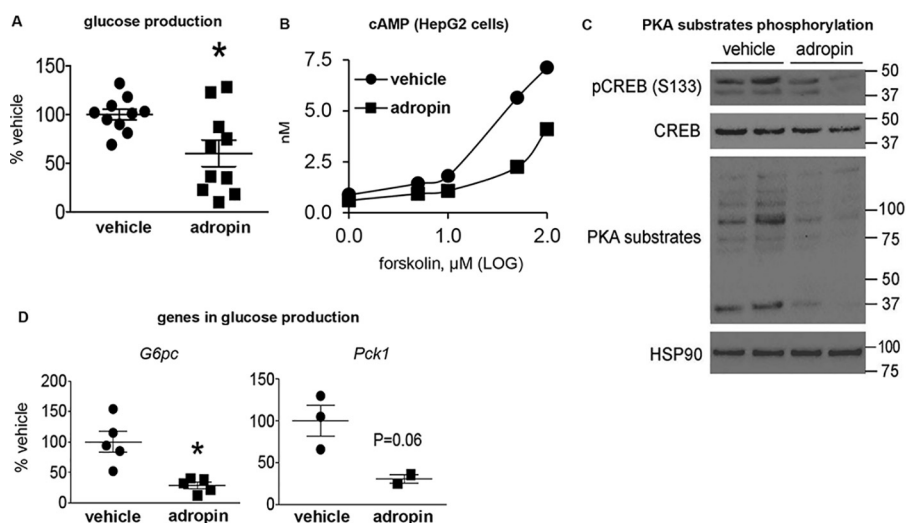 A
glucose production
*
150
100
50
0
% vehicle
vehicle
adropin
B
cAMP (HepG2 cells)
vehicle
adropin
7.5
5.0
2.5
0.0
nM
0.0
1.0
2.0
forskolin, µM (LOG)
C
PKA substrates phosphorylation
vehicle
adropin
pCREB (S133)
50
37
CREB
50
37
PKA substrates
100
75
50
37
HSP90
100
75
D
genes in glucose production
G6pc
200
150
100
50
0
% vehicle
*
vehicle
adropin
Pck1
150
100
50
0
P=0.06
vehicle
adropin